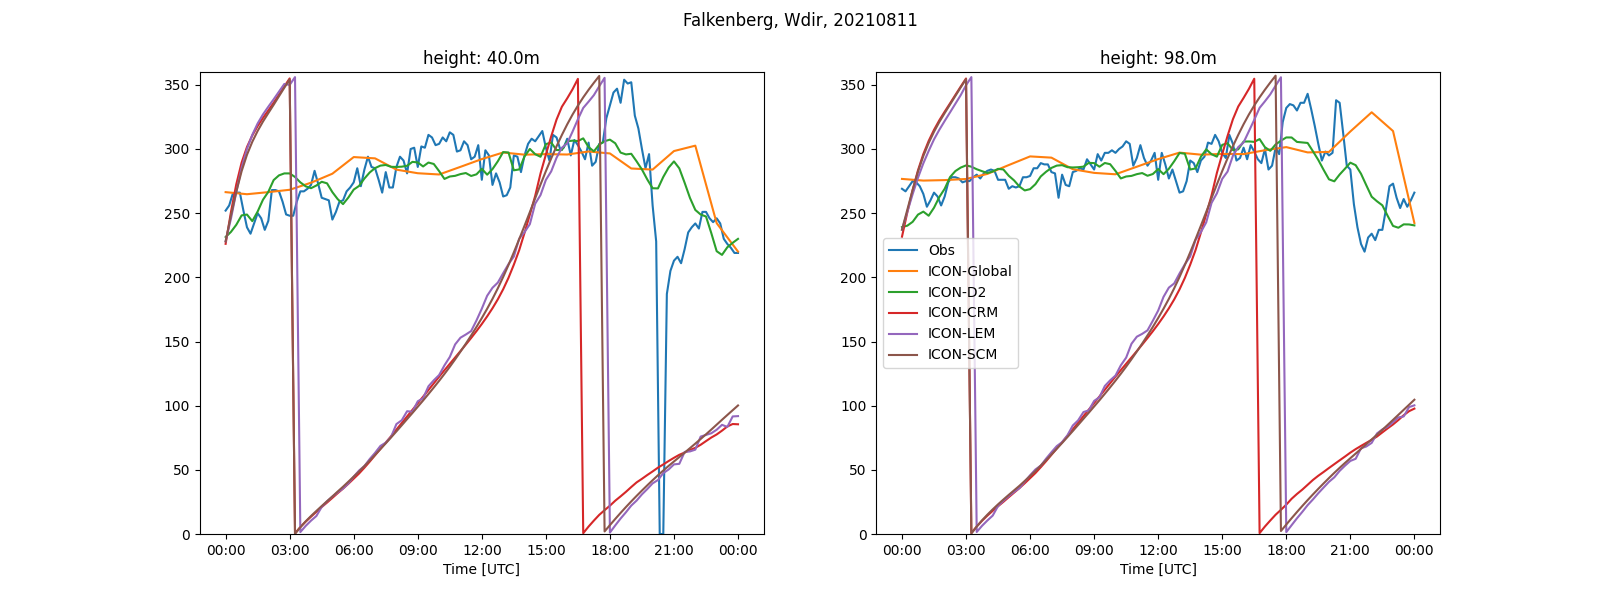 Falkenberg, Wdir, 20210811
height: 40.0m
350
300
250
200
150
100
50
0
00:00 03:00 06:00 09:00 12:00 15:00 18:00 21:00 00:00
Time [UTC]
height: 98.0m
350
300
250
200
150
100
50
0
Obs
ICON-Global
ICON-D2
ICON-CRM
ICON-LEM
ICON-SCM
00:00 03:00 06:00 09:00 12:00 15:00 18:00 21:00 00:00
Time [UTC]